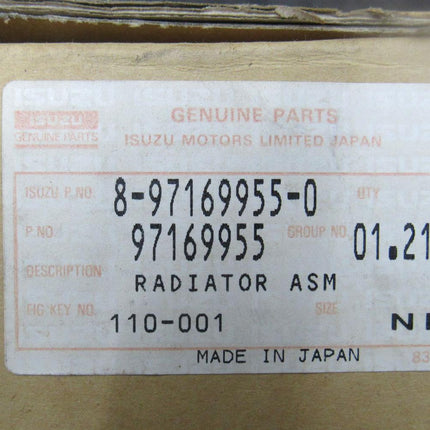 ISUZU
GENUINE PARTS
GENUINE PARTS
ISUZU MOTORS LIMITED JAPAN
ISUZU P.NO. 8-97169955-0 QTY
P.NO. 97169955 GROUP NO. 01.21
DESCRIPTION
RADIATOR ASM
FIG KEY NO. 110-001 SIZE
MADE IN JAPAN